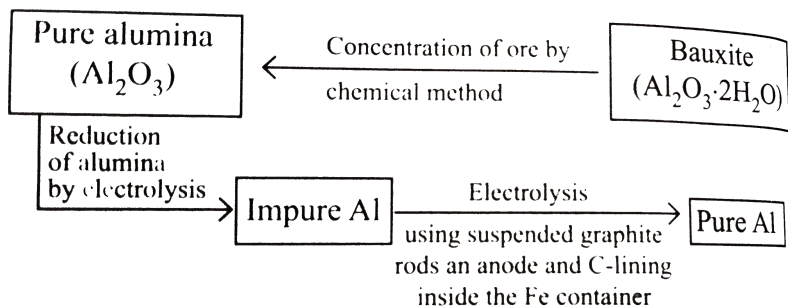 Pure alumina
(Al₂O₃)
Concentration of ore by
chemical method
Bauxite
(Al₂O₃·2H₂O)
Reduction
of alumina
by electrolysis
Impure Al
Electrolysis
using suspended graphite
rods an anode and C-lining
inside the Fe container
Pure Al